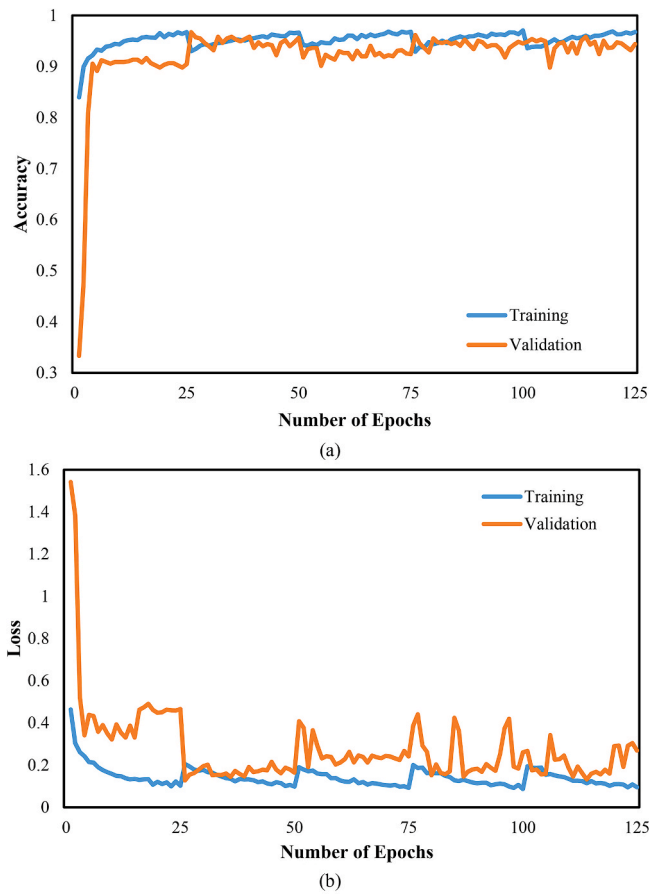 1
0.9
0.8
0.7
0.6
0.5
0.4
0.3
Accuracy
Training
Validation
0 25 50 75 100 125
Number of Epochs
(a)
1.6
1.4
1.2
1
0.8
0.6
0.4
0.2
0
Loss
Training
Validation
0 25 50 75 100 125
Number of Epochs
(b)